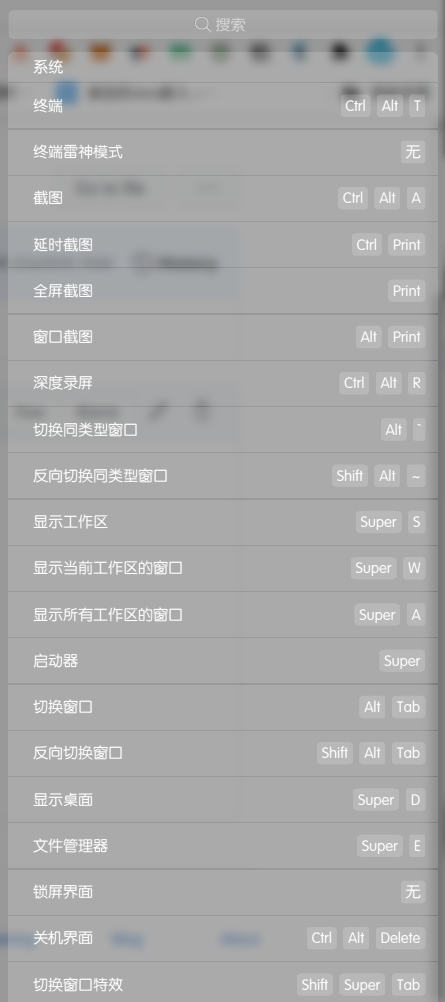 搜索
系统
终端 Ctrl Alt T
终端雷神模式 无
截图 Ctrl Alt A
延时截图 Ctrl Print
全屏截图 Print
窗口截图 Alt Print
深度录屏 Ctrl Alt R
切换同类型窗口 Alt `
反向切换同类型窗口 Shift Alt ~
显示工作区 Super S
显示当前工作区的窗口 Super W
显示所有工作区的窗口 Super A
启动器 Super
切换窗口 Alt Tab
反向切换窗口 Shift Alt Tab
显示桌面 Super D
文件管理器 Super E
锁屏界面 无
关机界面 Ctrl Alt Delete
切换窗口特效 Shift Super Tab